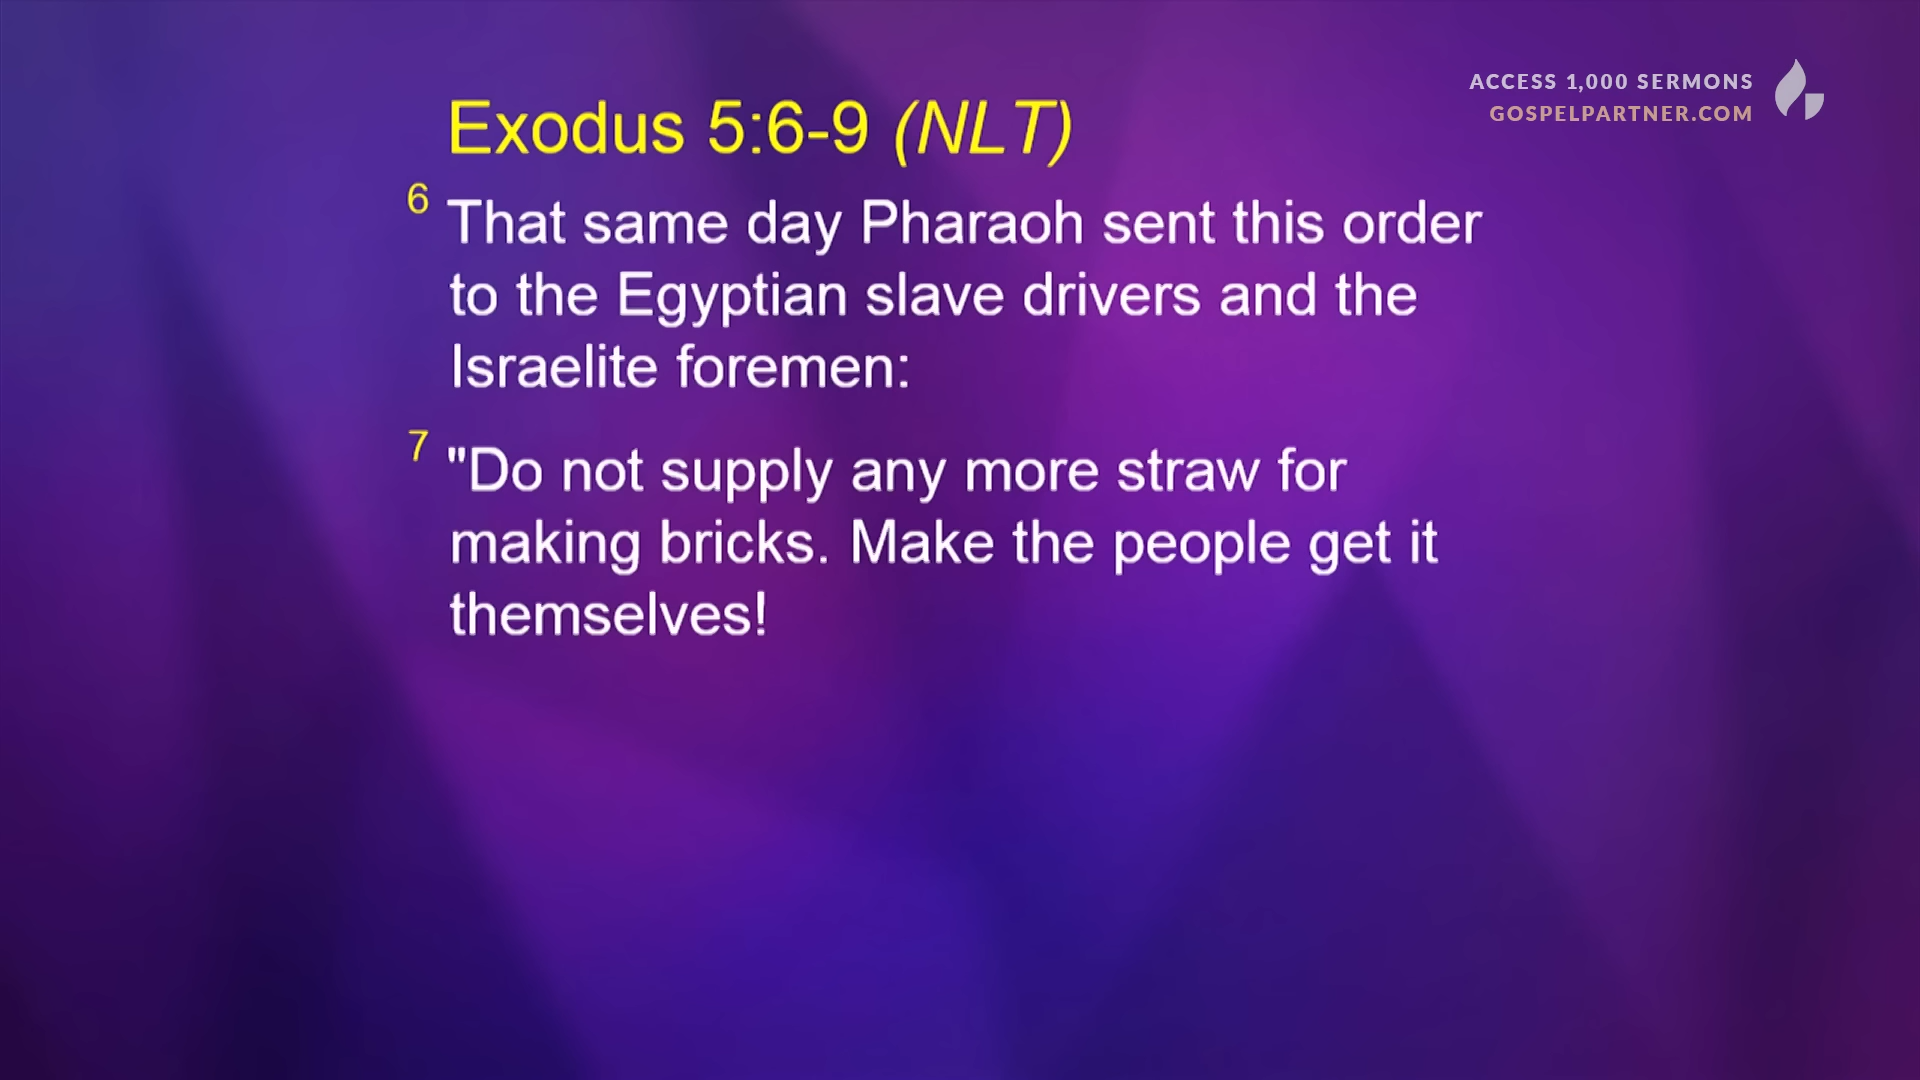 ACCESS 1,000 SERMONS
GOSPELPARTNER.COM
Exodus 5:6-9 (NLT)
6 That same day Pharaoh sent this order
to the Egyptian slave drivers and the
Israelite foremen:
7 "Do not supply any more straw for
making bricks. Make the people get it
themselves!